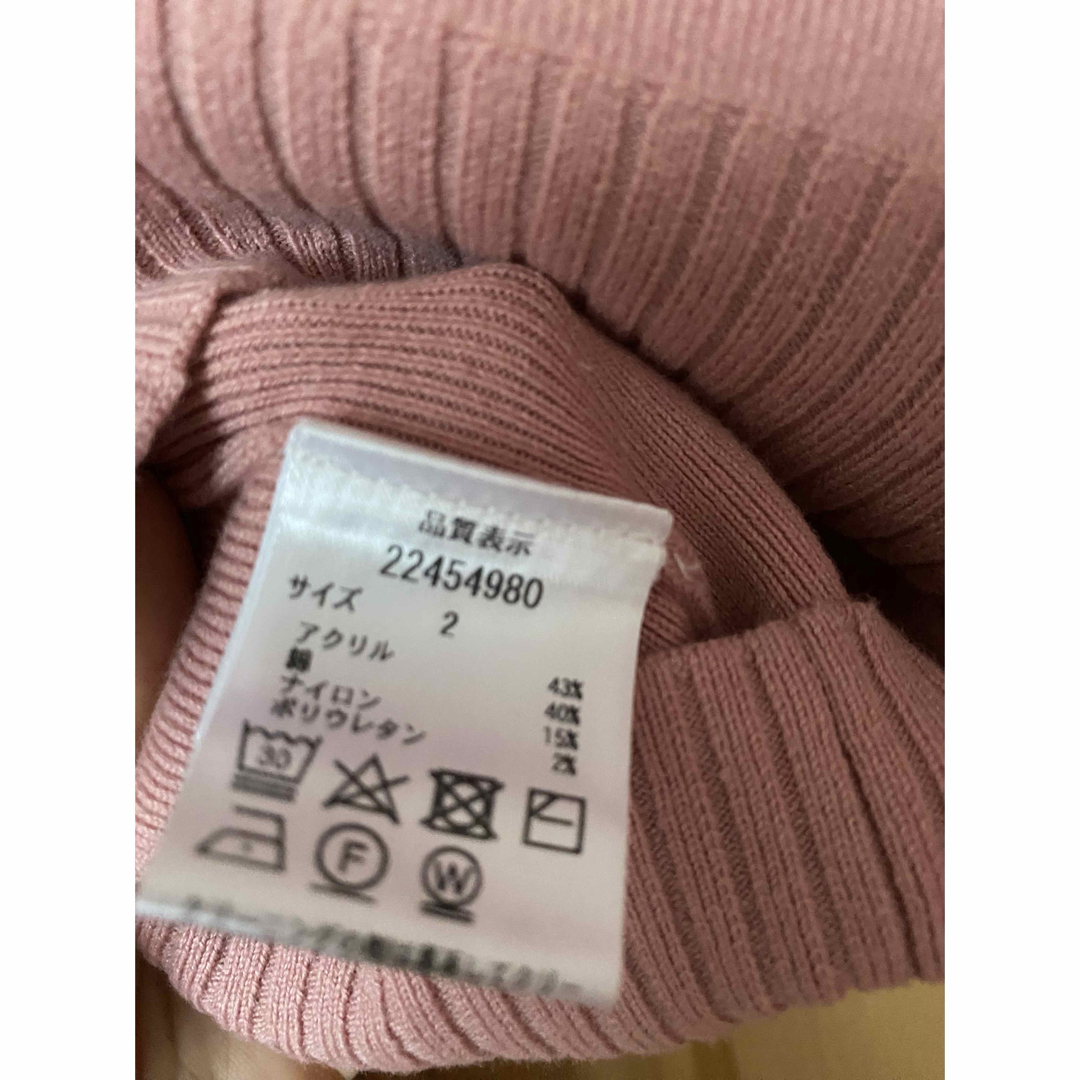 品質表示
22454980
サイズ 2
アクリル 43%
綿 40%
ナイロン 15%
ポリウレタン 2%
30
F W